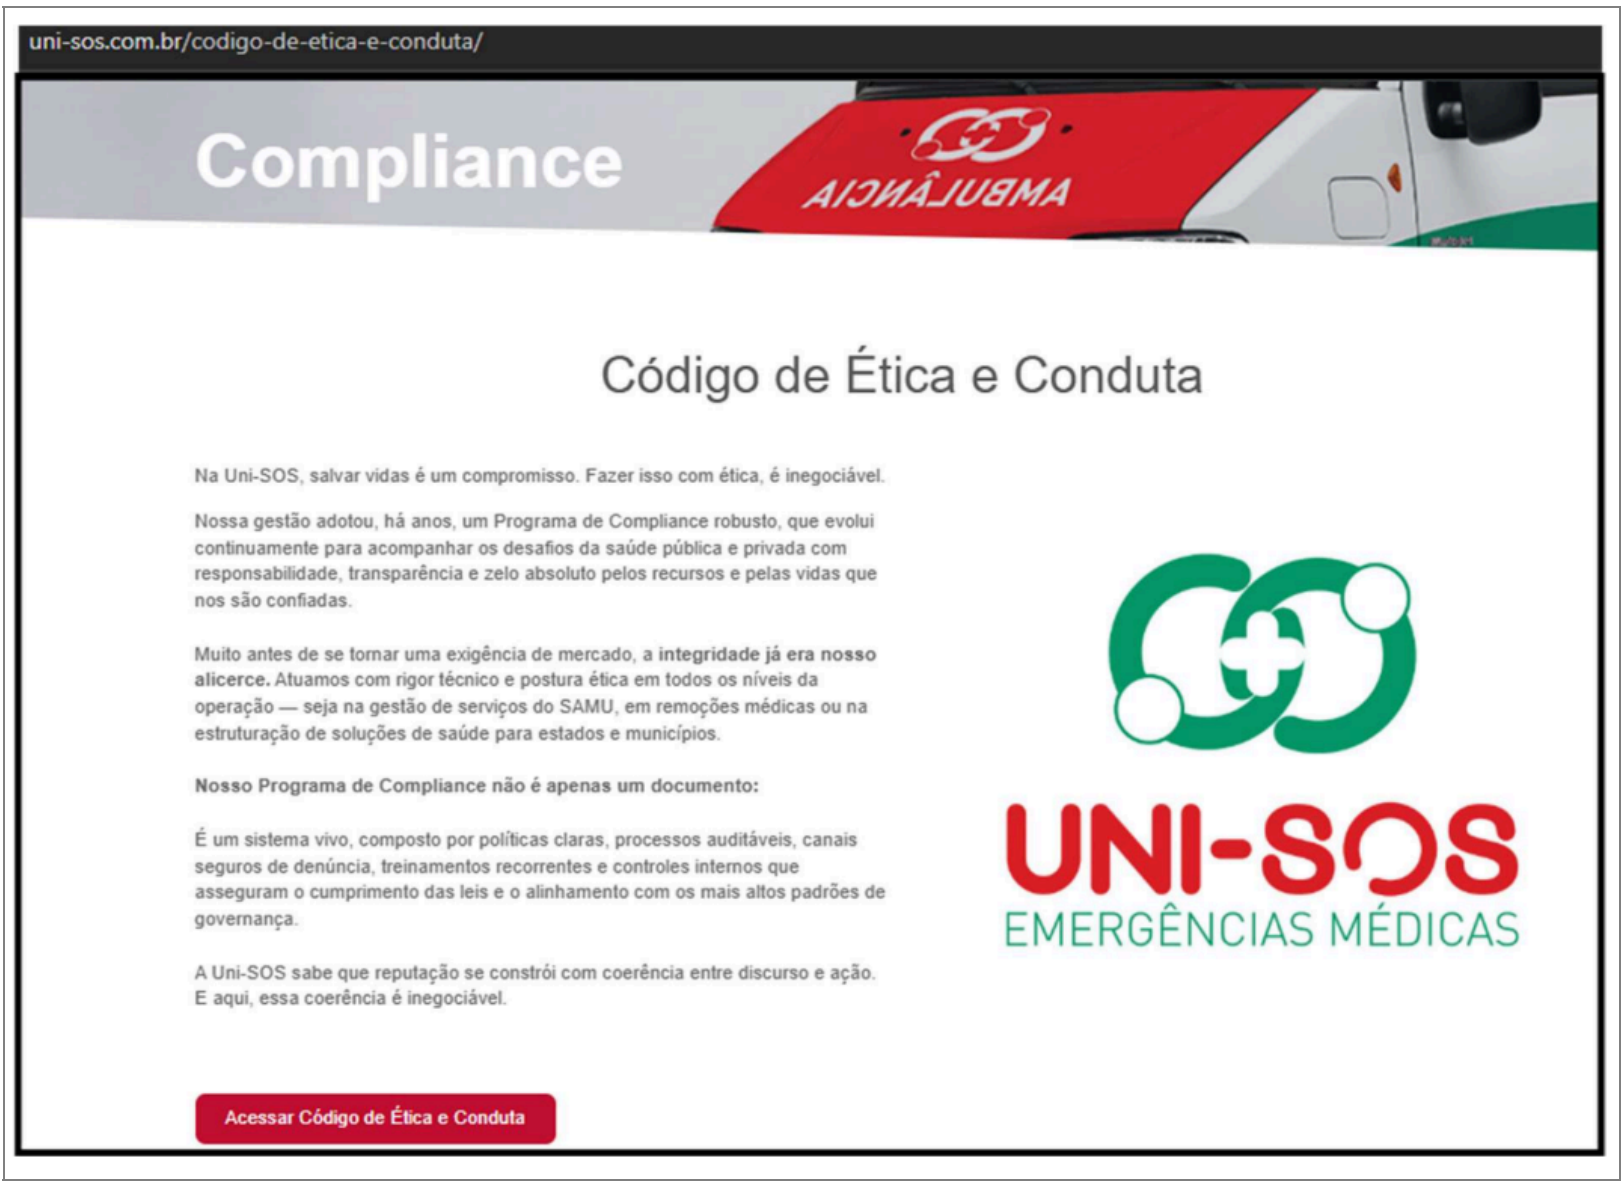 uni-sos.com.br/codigo-de-etica-e-conduta/
Compliance
AMBULÂNCIA
Código de Ética e Conduta
Na Uni-SOS, salvar vidas é um compromisso. Fazer isso com ética, é inegociável.
Nossa gestão adotou, há anos, um Programa de Compliance robusto, que evolui
continuamente para acompanhar os desafios da saúde pública e privada com
responsabilidade, transparência e zelo absoluto pelos recursos e pelas vidas que
nos são confiadas.
Muito antes de se tornar uma exigência de mercado, a integridade já era nosso
alicerce. Atuamos com rigor técnico e postura ética em todos os níveis da
operação — seja na gestão de serviços do SAMU, em remoções médicas ou na
estruturação de soluções de saúde para estados e municípios.
Nosso Programa de Compliance não é apenas um documento:
É um sistema vivo, composto por políticas claras, processos auditáveis, canais
seguros de denúncia, treinamentos recorrentes e controles internos que
asseguram o cumprimento das leis e o alinhamento com os mais altos padrões de
governança.
A Uni-SOS sabe que reputação se constrói com coerência entre discurso e ação.
E aqui, essa coerência é inegociável.
UNI-SOS
EMERGÊNCIAS MÉDICAS
Acessar Código de Ética e Conduta